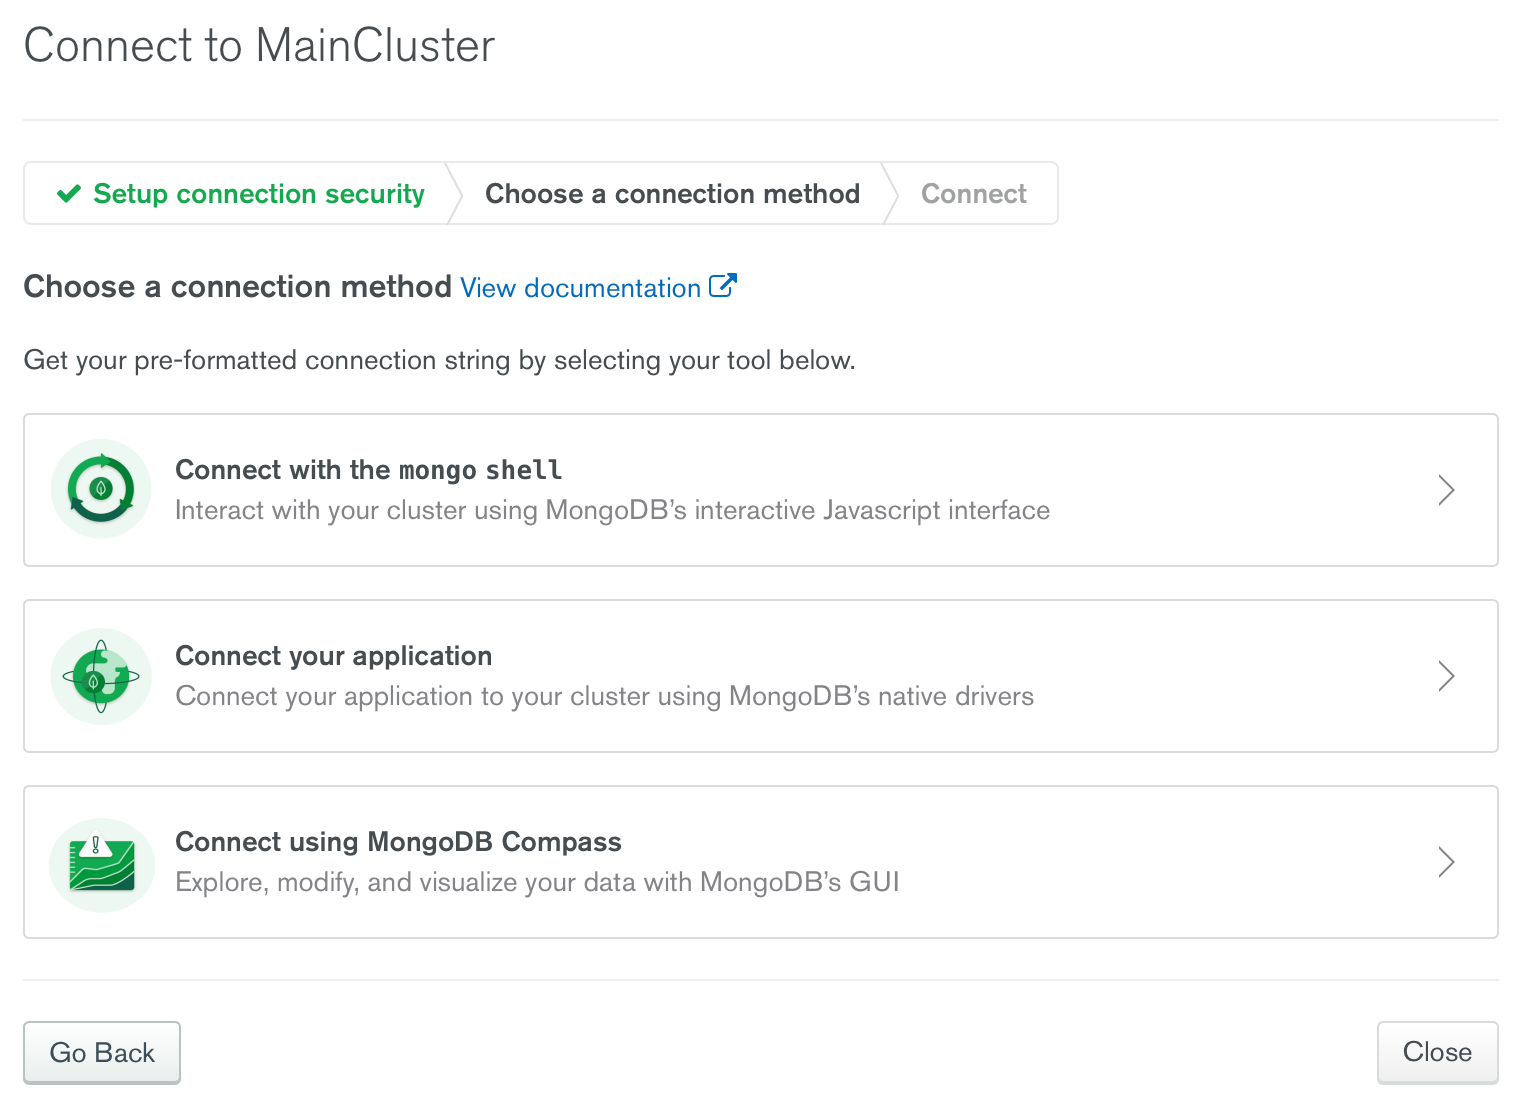 Connect to MainCluster
Setup connection security
Choose a connection method
Connect
Choose a connection method View documentation
Get your pre-formatted connection string by selecting your tool below.
Connect with the mongo shell
Interact with your cluster using MongoDB’s interactive Javascript interface
Connect your application
Connect your application to your cluster using MongoDB’s native drivers
Connect using MongoDB Compass
Explore, modify, and visualize your data with MongoDB’s GUI
Go Back
Close